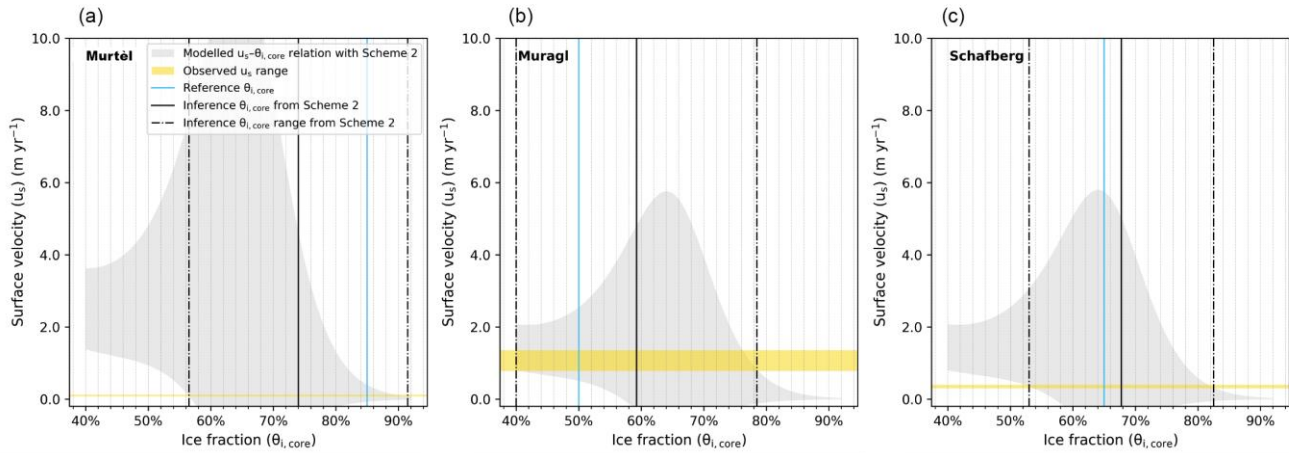 (a)
(b)
(c)
Murtèl
Muragl
Schafberg
Modelled us–θi, core relation with Scheme 2
Observed us range
Reference θi, core
Inference θi, core from Scheme 2
Inference θi, core range from Scheme 2
Surface velocity (us) (m yr−1)
10.0
8.0
6.0
4.0
2.0
0.0
40% 50% 60% 70% 80% 90%
Ice fraction (θi, core)
Surface velocity (us) (m yr−1)
10.0
8.0
6.0
4.0
2.0
0.0
40% 50% 60% 70% 80% 90%
Ice fraction (θi, core)
Surface velocity (us) (m yr−1)
10.0
8.0
6.0
4.0
2.0
0.0
40% 50% 60% 70% 80% 90%
Ice fraction (θi, core)